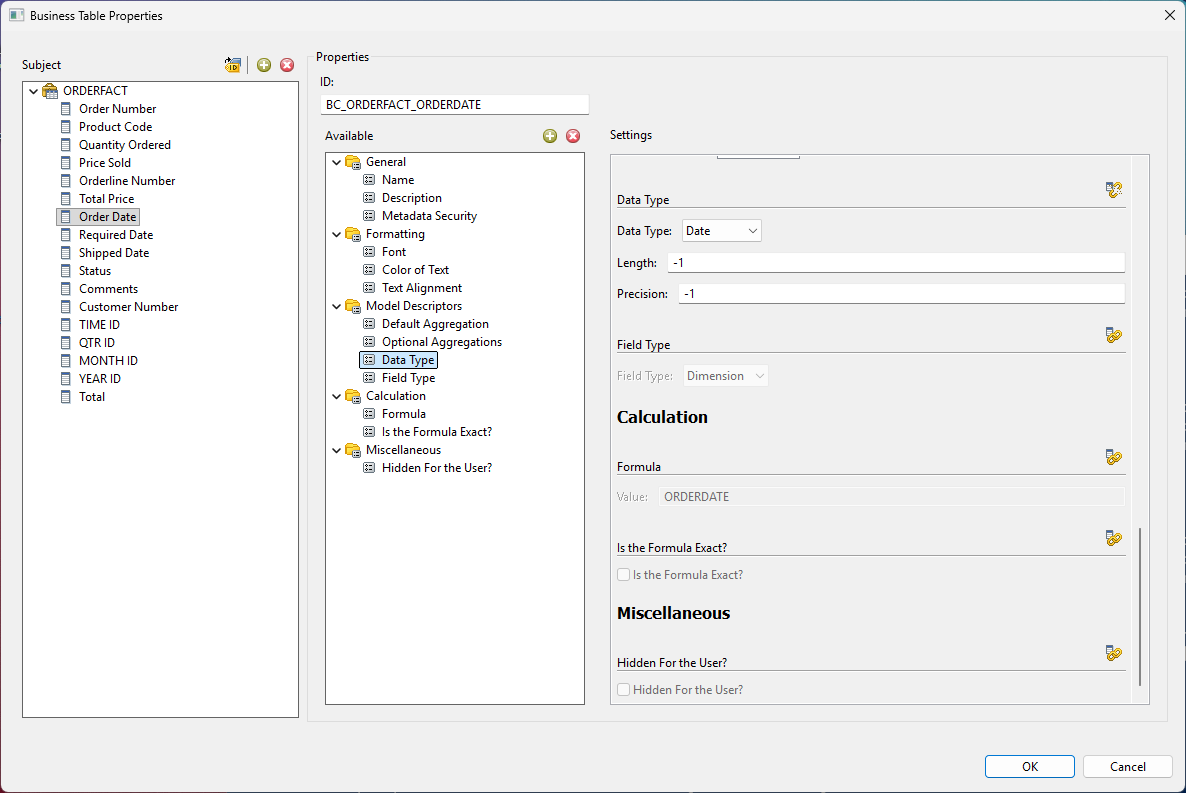 Business Table Properties
Subject
ORDERFACT
Order Number
Product Code
Quantity Ordered
Price Sold
Orderline Number
Total Price
Order Date
Required Date
Shipped Date
Status
Comments
Customer Number
TIME ID
QTR ID
MONTH ID
YEAR ID
Total
Properties
ID:
BC_ORDERFACT_ORDERDATE
Available
General
Name
Description
Metadata Security
Formatting
Font
Color of Text
Text Alignment
Model Descriptors
Default Aggregation
Optional Aggregations
Data Type
Field Type
Calculation
Formula
Is the Formula Exact?
Miscellaneous
Hidden For the User?
Settings
Data Type
Data Type: Date
Length: -1
Precision: -1
Field Type
Field Type: Dimension
Calculation
Formula
Value: ORDERDATE
Is the Formula Exact?
Is the Formula Exact?
Miscellaneous
Hidden For the User?
Hidden For the User?
OK
Cancel